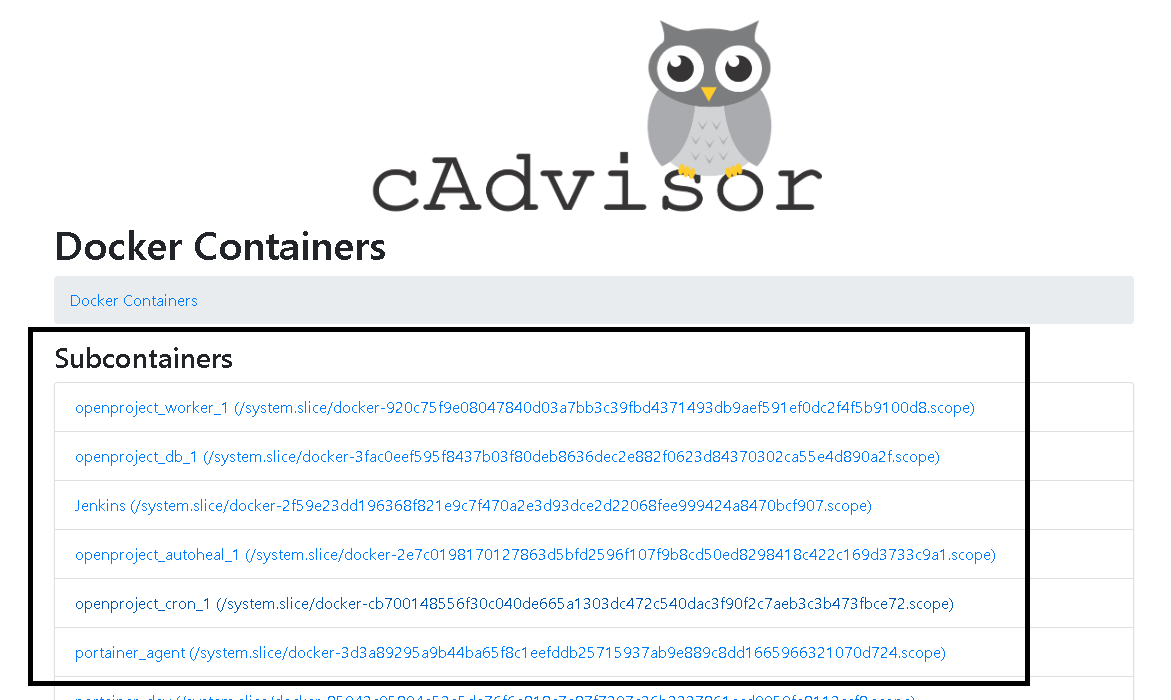 cAdvisor
Docker Containers
Docker Containers
Subcontainers
openproject_worker_1 (/system.slice/docker-920c75f9e08047840d03a7bb3c39fbd4371493db9aef591ef0dc2f4f5b9100d8.scope)
openproject_db_1 (/system.slice/docker-3fac0eef595f8437b03f80deb8636dec2e882f0623d84370302ca55e4d890a2f.scope)
Jenkins (/system.slice/docker-2f59e23dd196368f821e9c7f470a2e3d93dce2d22068fee999424a8470bcf907.scope)
openproject_autoheal_1 (/system.slice/docker-2e7c0198170127863d5bfd2596f107f9b8cd50ed8298418c422c169d3733c9a1.scope)
openproject_cron_1 (/system.slice/docker-cb700148556f30c040de665a1303dc472c540dac3f90f2c7aeb3c3b473fbce72.scope)
portainer_agent (/system.slice/docker-3d3a89295a9b44ba65f8c1eefddb25715937ab9e889c8dd1665966321070d724.scope)